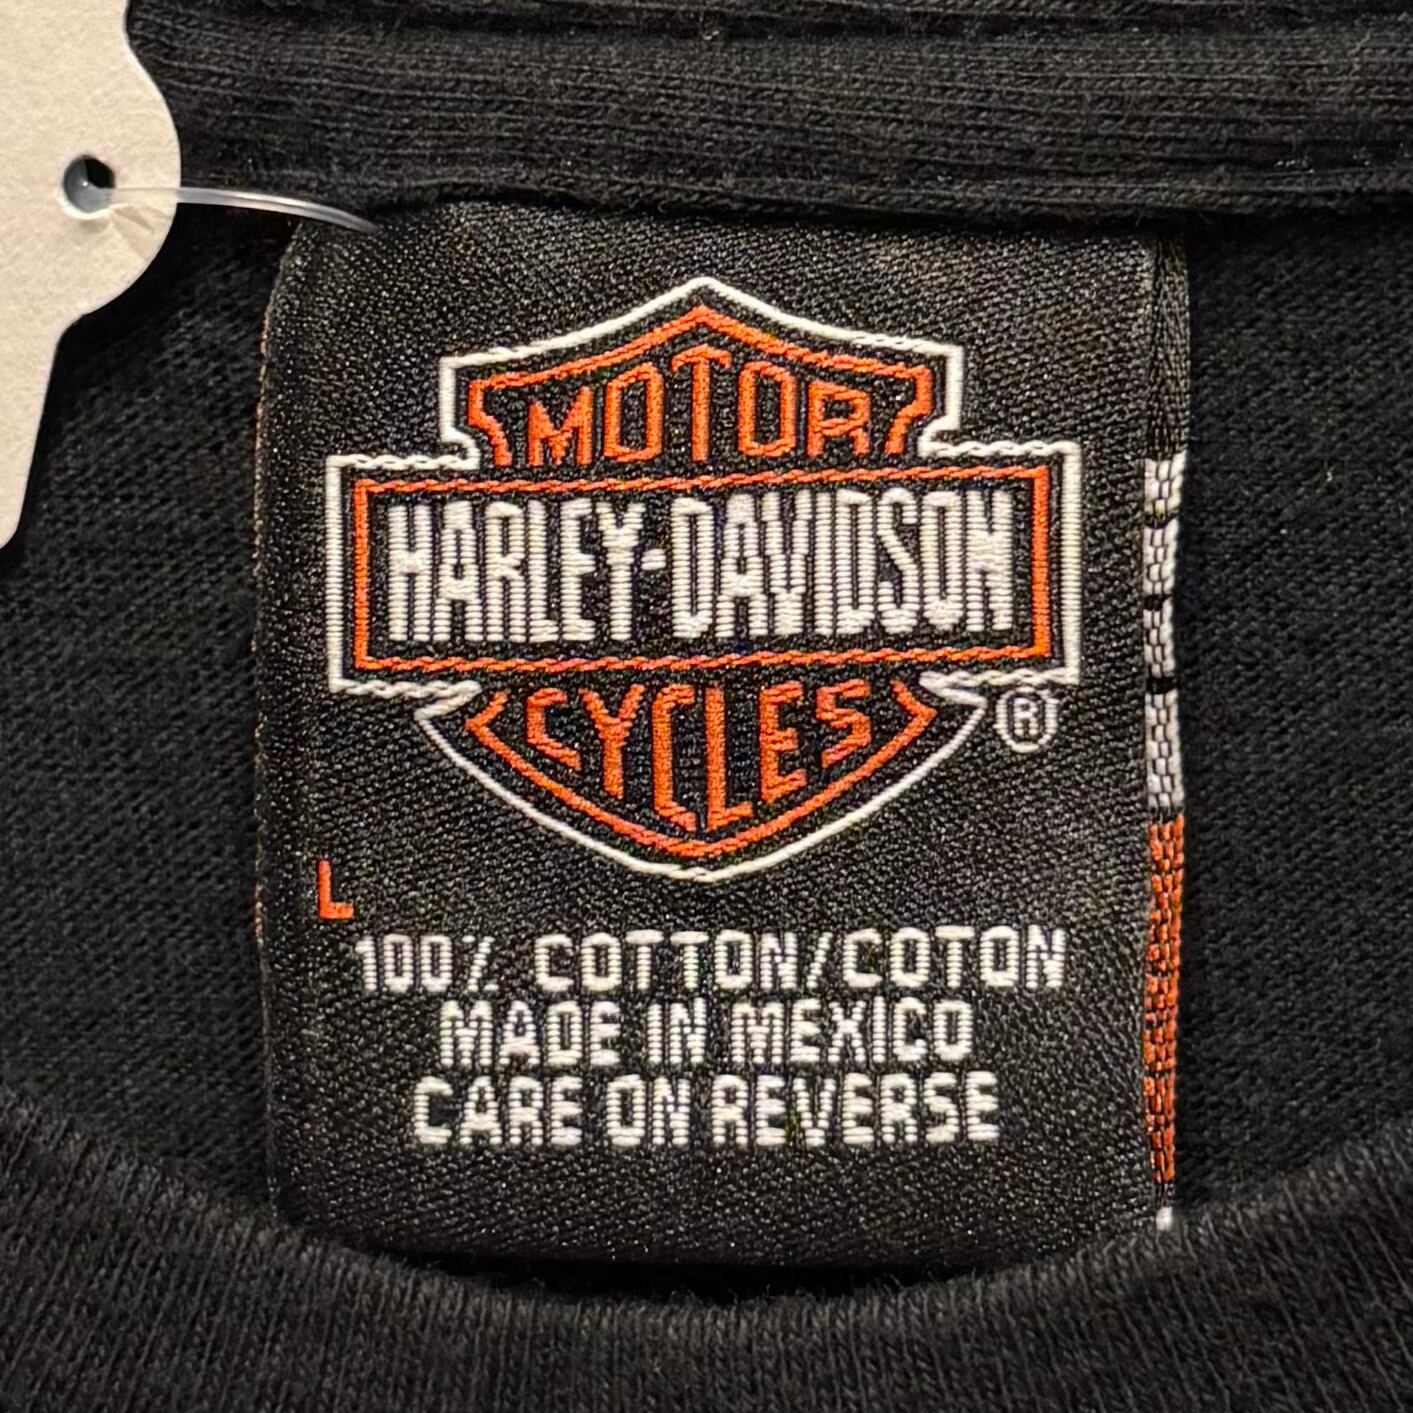 MOTOR
HARLEY-DAVIDSON
CYCLES
®
L
100% COTTON/COTON
MADE IN MEXICO
CARE ON REVERSE